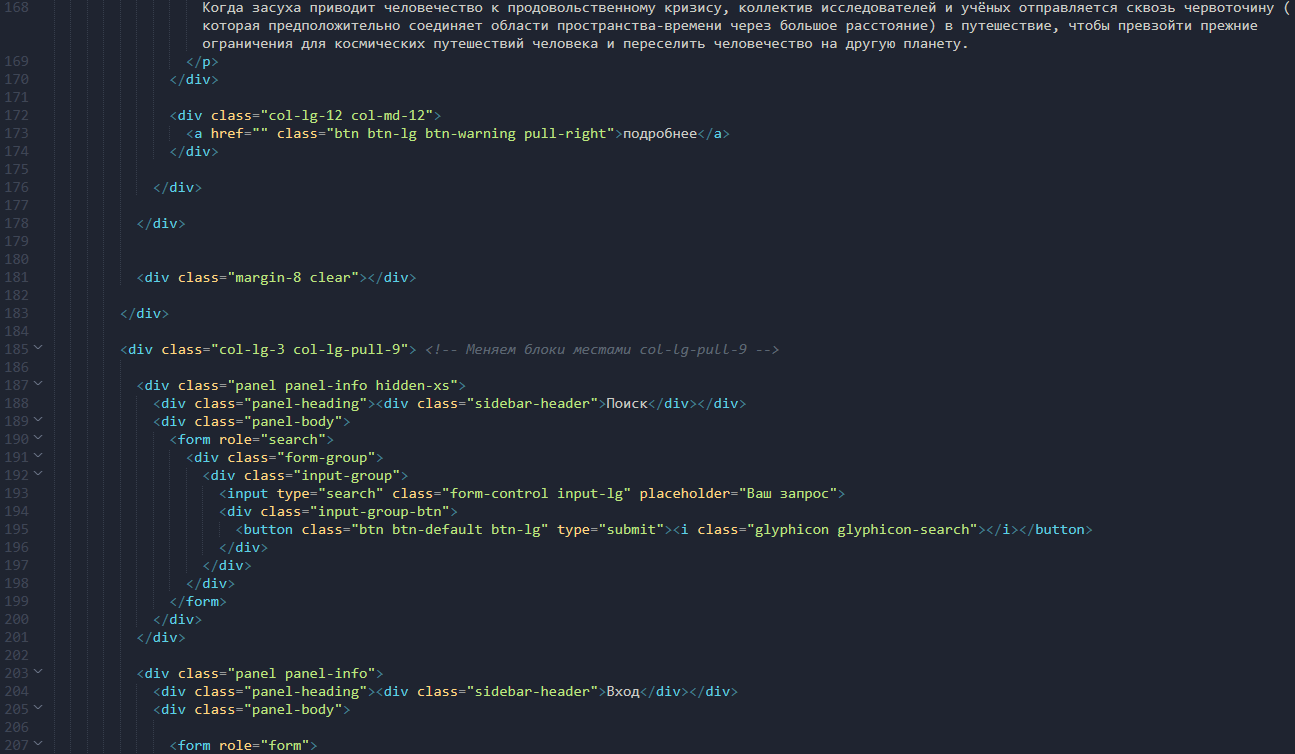 168 Когда засуха приводит человечество к продовольственному кризису, коллектив исследователей и учёных отправляется сквозь червоточину (
которая предположительно соединяет области пространства-времени через большое расстояние) в путешествие, чтобы превзойти прежние
ограничения для космических путешествий человека и переселить человечество на другую планету.
169 </p>
170 </div>
171
172 <div class="col-lg-12 col-md-12">
173 <a href="" class="btn btn-lg btn-warning pull-right">подробнее</a>
174 </div>
175
176 </div>
177
178 </div>
179
180
181 <div class="margin-8 clear"></div>
182
183 </div>
184
185 <div class="col-lg-3 col-lg-pull-9"> <!-- Меняем блоки местами col-lg-pull-9 -->
186
187 <div class="panel panel-info hidden-xs">
188 <div class="panel-heading"><div class="sidebar-header">Поиск</div></div>
189 <div class="panel-body">
190 <form role="search">
191 <div class="form-group">
192 <div class="input-group">
193 <input type="search" class="form-control input-lg" placeholder="Ваш запрос">
194 <div class="input-group-btn">
195 <button class="btn btn-default btn-lg" type="submit"><i class="glyphicon glyphicon-search"></i></button>
196 </div>
197 </div>
198 </div>
199 </form>
200 </div>
201 </div>
202
203 <div class="panel panel-info">
204 <div class="panel-heading"><div class="sidebar-header">Вход</div></div>
205 <div class="panel-body">
206
207 <form role="form">